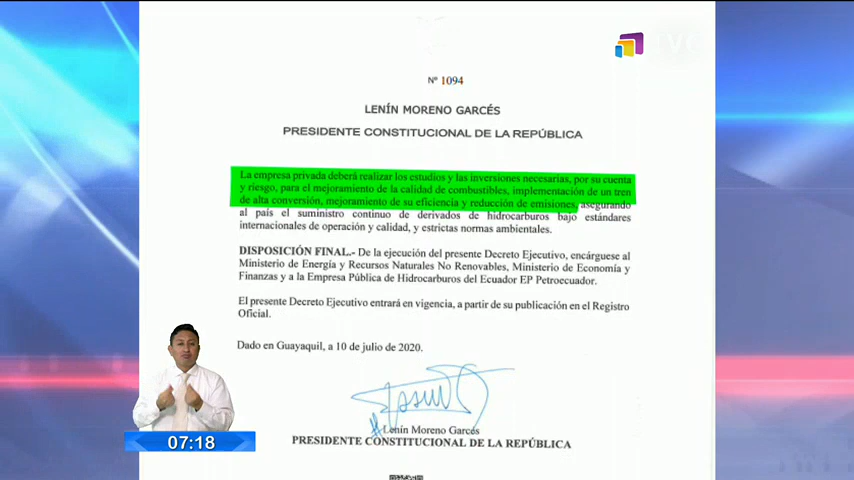 TVC
Nº 1094
LENÍN MORENO GARCÉS
PRESIDENTE CONSTITUCIONAL DE LA REPÚBLICA
La empresa privada deberá realizar los estudios y las inversiones necesarias, por su cuenta
y riesgo, para el mejoramiento de la calidad de combustibles, implementación de un tren
de alta conversión, mejoramiento de su eficiencia y reducción de emisiones, asegurando
al país el suministro continuo de derivados de hidrocarburos bajo estándares
internacionales de operación y calidad, y estrictas normas ambientales.
DISPOSICIÓN FINAL.- De la ejecución del presente Decreto Ejecutivo, encárguese al
Ministerio de Energía y Recursos Naturales No Renovables, Ministerio de Economía y
Finanzas y a la Empresa Pública de Hidrocarburos del Ecuador EP Petroecuador.
El presente Decreto Ejecutivo entrará en vigencia, a partir de su publicación en el Registro
Oficial.
Dado en Guayaquil, a 10 de julio de 2020.
Lenín Moreno Garcés
PRESIDENTE CONSTITUCIONAL DE LA REPÚBLICA
07:18